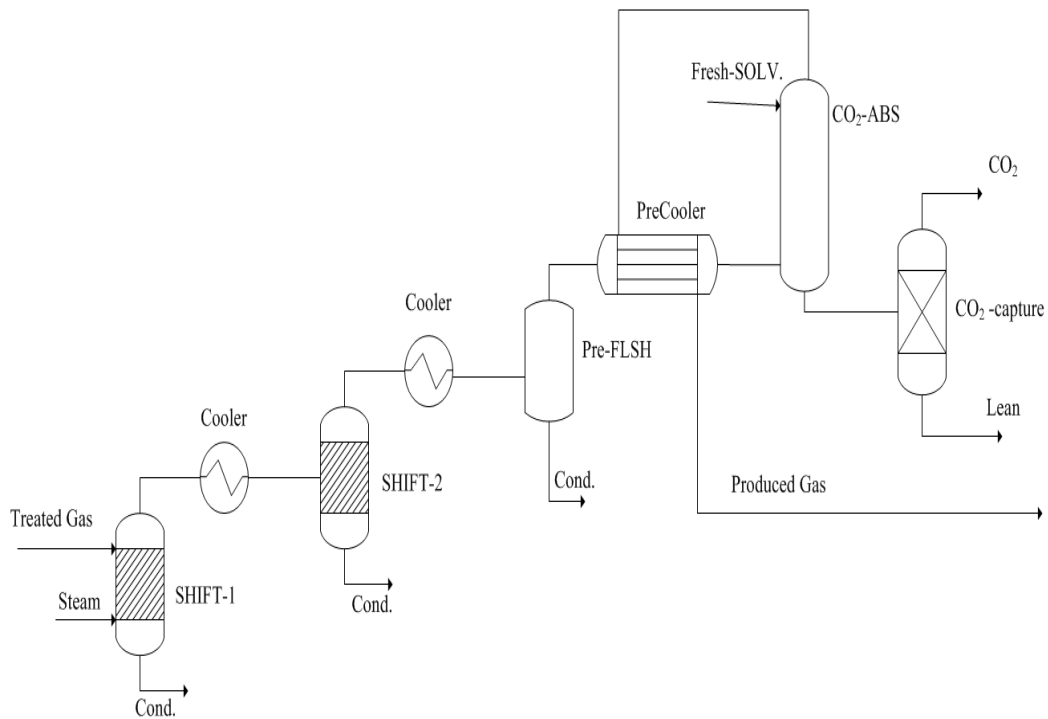 Fresh-SOLV.
CO₂-ABS
CO₂
PreCooler
Cooler
CO₂ -capture
Pre-FLSH
Cooler
Lean
SHIFT-2
Cond.
Produced Gas
Treated Gas
SHIFT-1
Steam
Cond.
Cond.